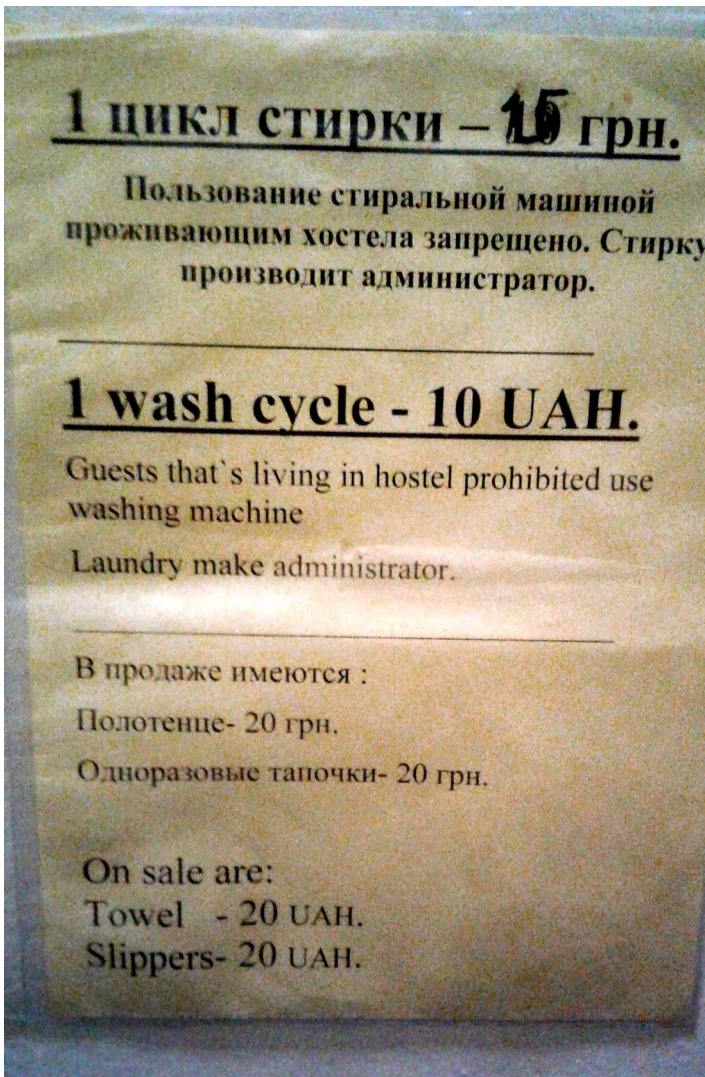 1 цикл стирки – 15 грн.
Пользование стиральной машиной
проживающим хостела запрещено. Стирку
производит администратор.
1 wash cycle - 10 UAH.
Guests that`s living in hostel prohibited use
washing machine
Laundry make administrator.
В продаже имеются :
Полотенце- 20 грн.
Одноразовые тапочки- 20 грн.
On sale are:
Towel - 20 UAH.
Slippers- 20 UAH.